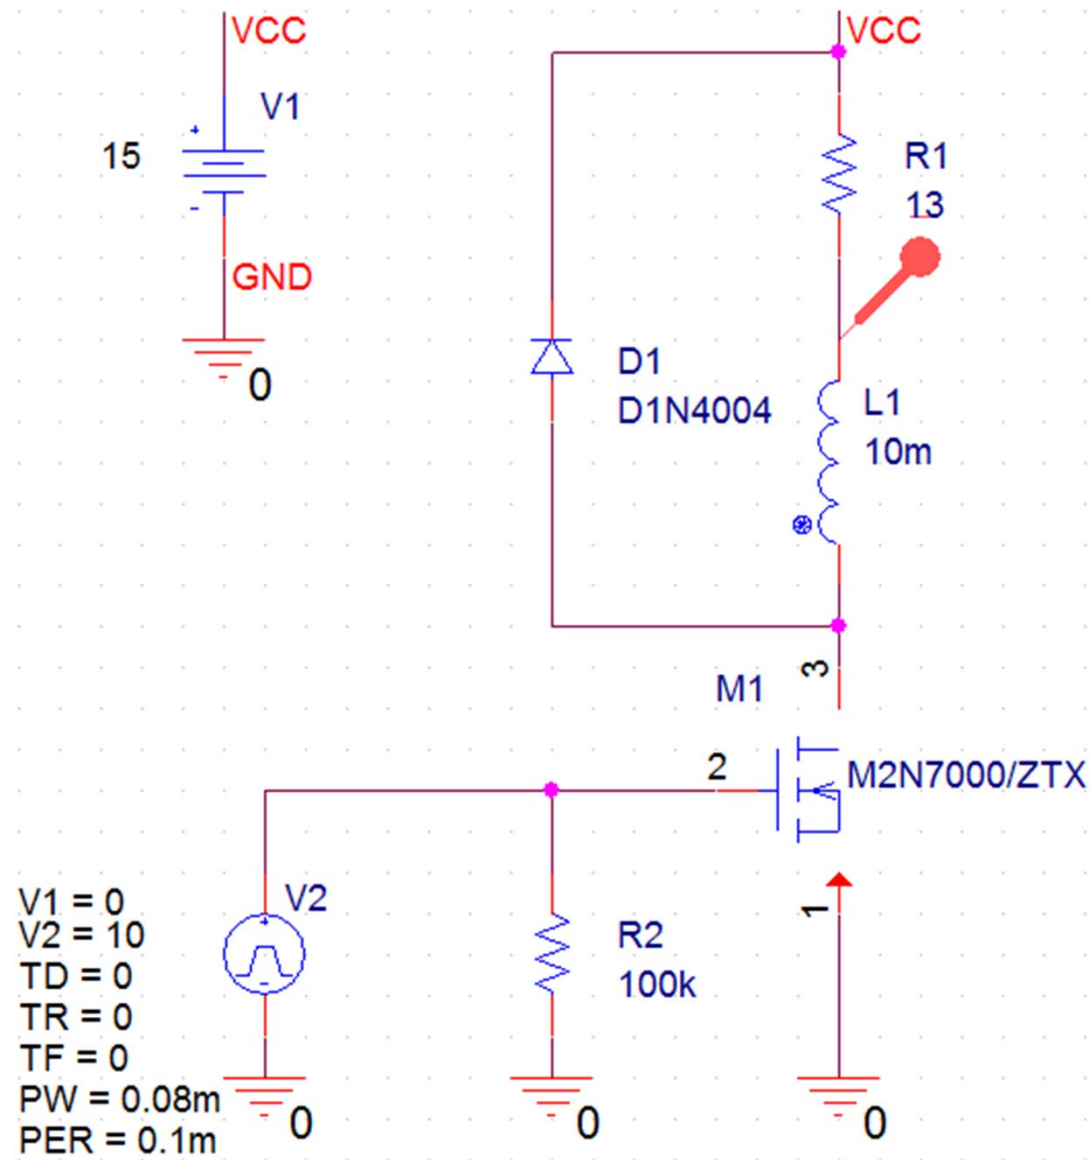 VCC
V1
15
+
-
GND
0
VCC
R1
13
D1
D1N4004
L1
10m
3
M1
2
M2N7000/ZTX
1
V1 = 0
V2 = 10
TD = 0
TR = 0
TF = 0
PW = 0.08m
PER = 0.1m
V2
+
-
0
R2
100k
0
0